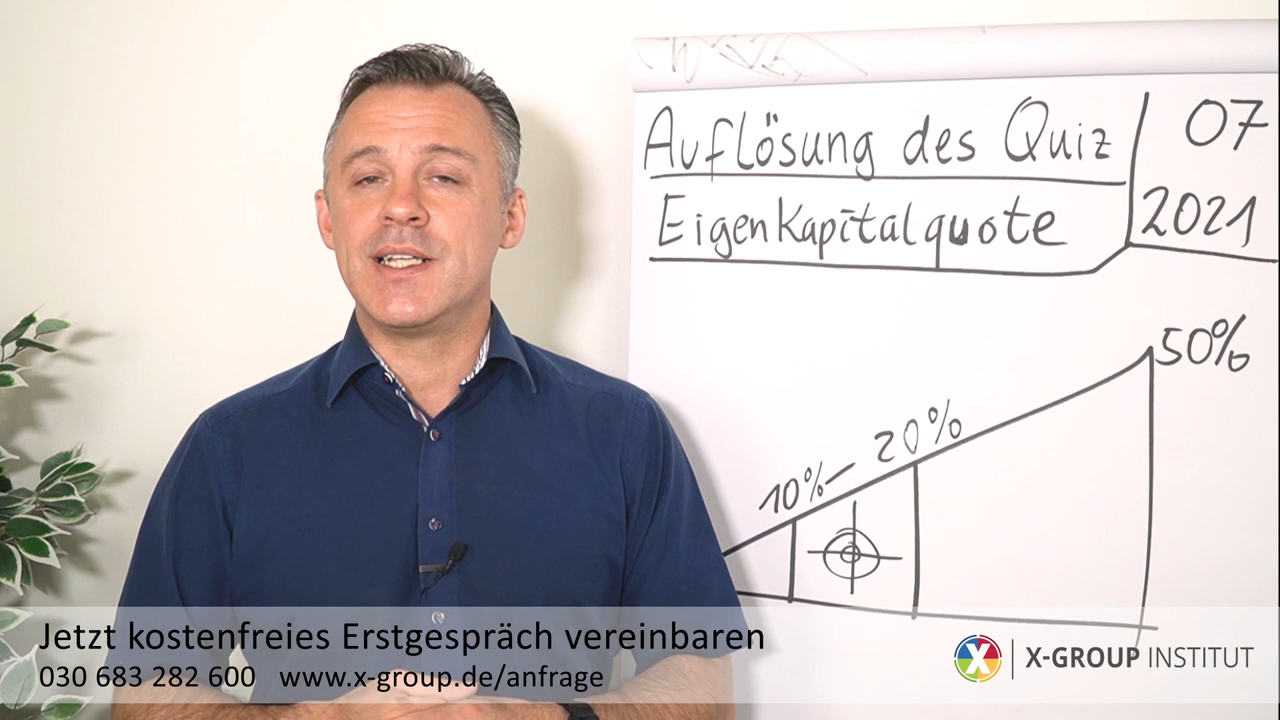 Auflösung des Quiz
Eigenkapitalquote
07
2021
50%
20%
10%–
Jetzt kostenfreies Erstgespräch vereinbaren
030 683 282 600 www.x-group.de/anfrage
X-GROUP INSTITUT